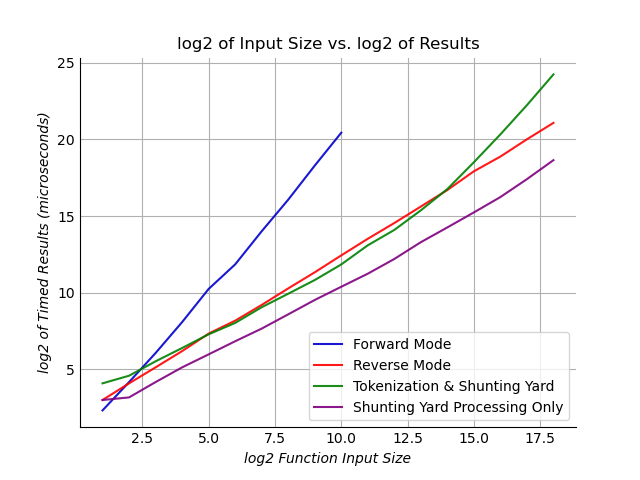 log2 of Input Size vs. log2 of Results
25
20
15
10
5
log2 of Timed Results (microseconds)
Forward Mode
Reverse Mode
Tokenization & Shunting Yard
Shunting Yard Processing Only
2.5 5.0 7.5 10.0 12.5 15.0 17.5
log2 Function Input Size